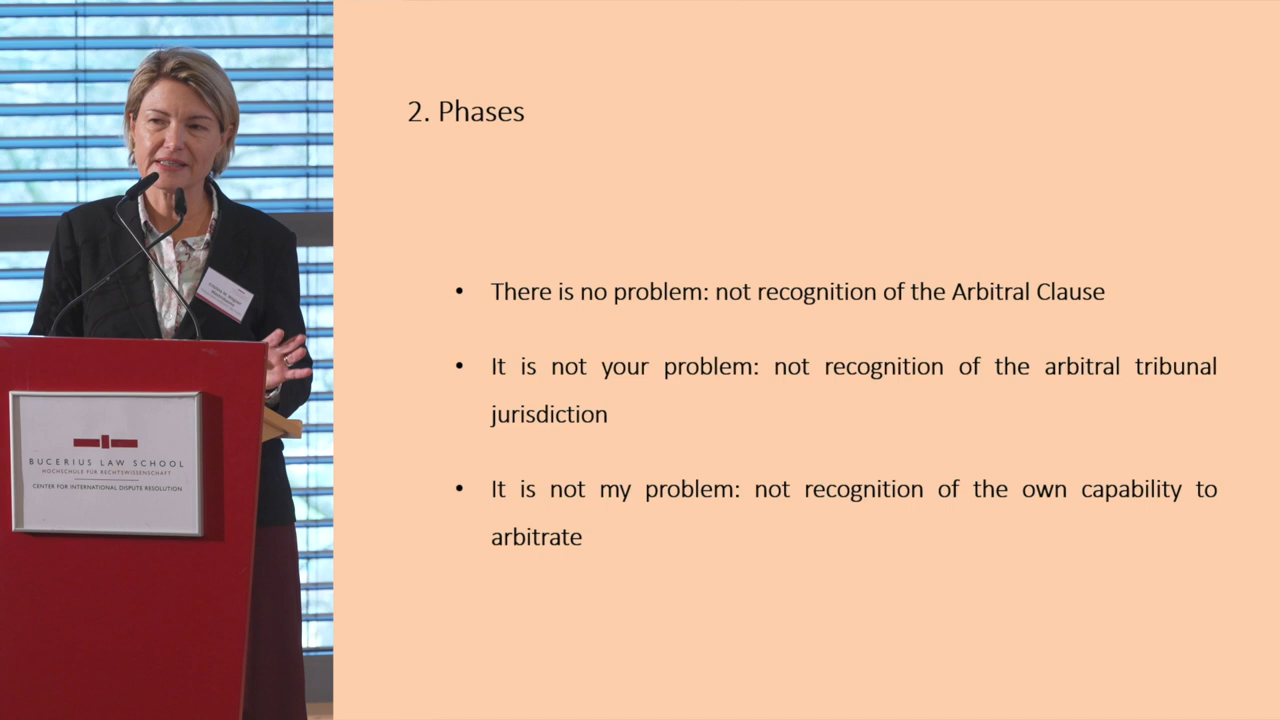 2. Phases
• There is no problem: not recognition of the Arbitral Clause
• It is not your problem: not recognition of the arbitral tribunal
jurisdiction
• It is not my problem: not recognition of the own capability to
arbitrate
BUCERIUS LAW SCHOOL
HOCHSCHULE FÜR RECHTSWISSENSCHAFT
CENTER FOR INTERNATIONAL DISPUTE RESOLUTION